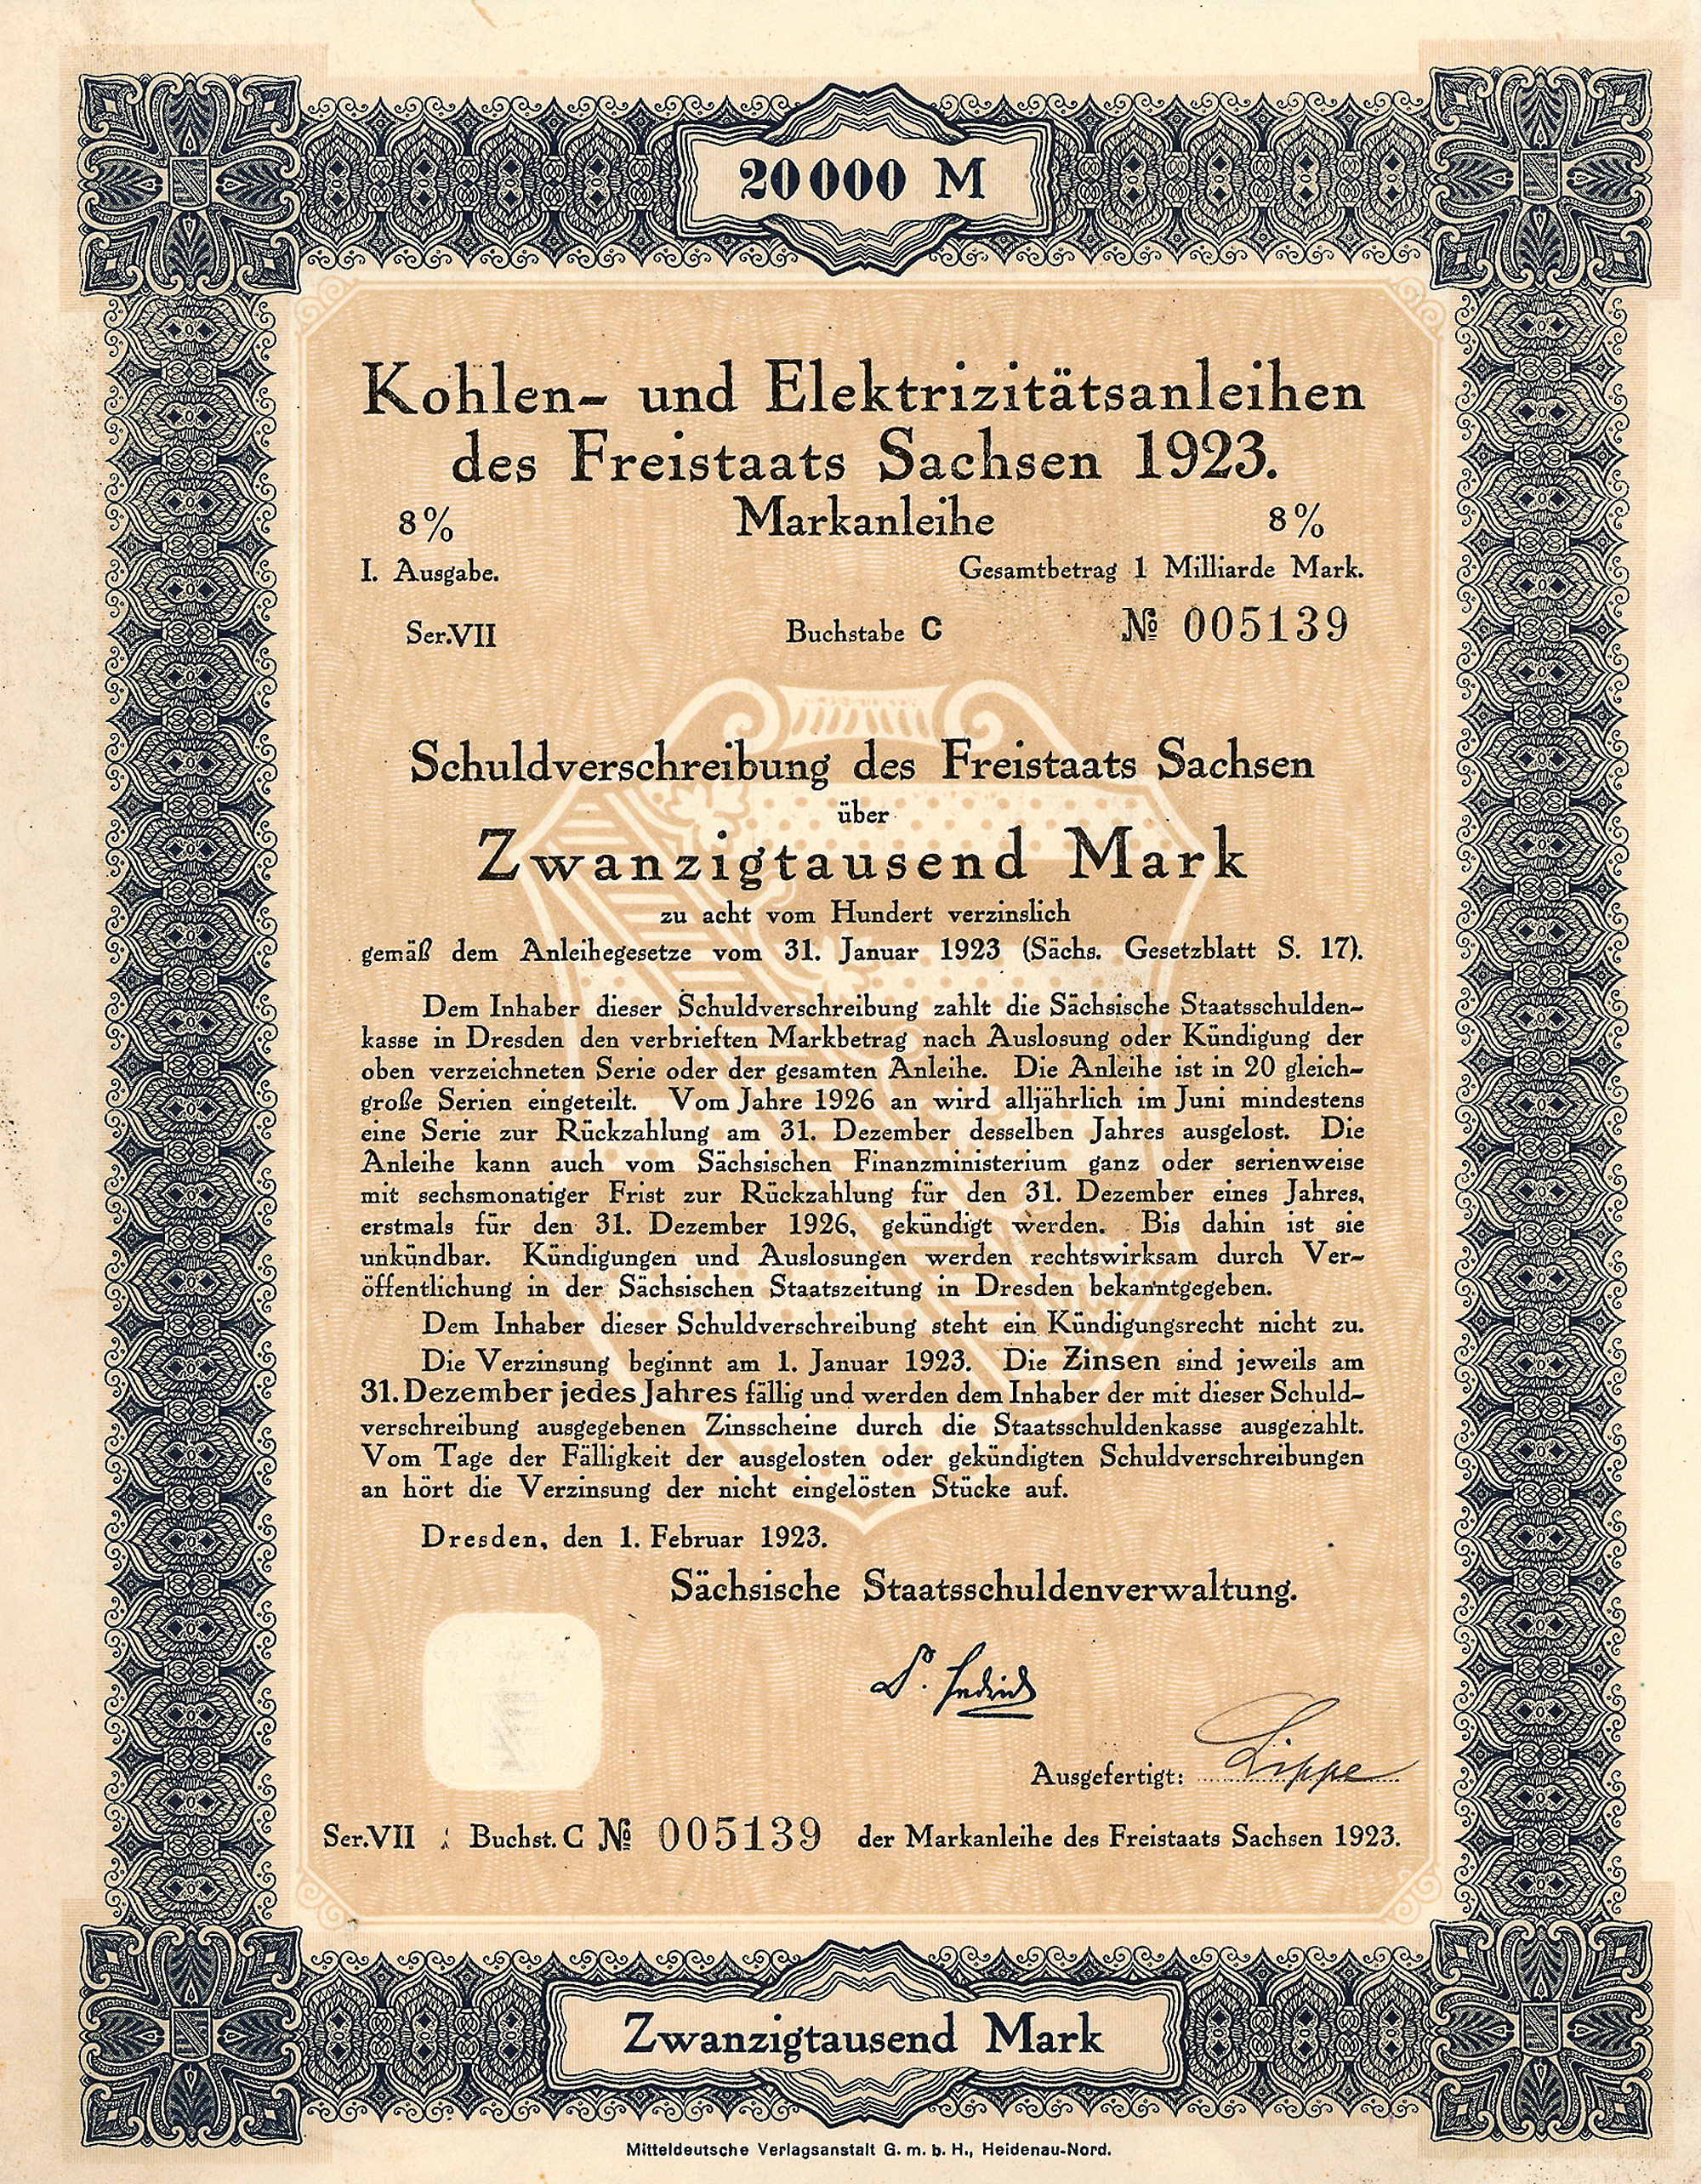 20000 M
Kohlen- und Elektrizitätsanleihen
des Freistaats Sachsen 1923.
8% Markanleihe 8%
I. Ausgabe. Gesamtbetrag 1 Milliarde Mark.
Ser.VII Buchstabe C № 005139
Schuldverschreibung des Freistaats Sachsen
über
Zwanzigtausend Mark
zu acht vom Hundert verzinslich
gemäß dem Anleihegesetze vom 31. Januar 1923 (Sächs. Gesetzblatt S. 17).
Dem Inhaber dieser Schuldverschreibung zahlt die Sächsische Staatsschulden-
kasse in Dresden den verbrieften Markbetrag nach Auslosung oder Kündigung der
oben verzeichneten Serie oder der gesamten Anleihe. Die Anleihe ist in 20 gleich-
große Serien eingeteilt. Vom Jahre 1926 an wird alljährlich im Juni mindestens
eine Serie zur Rückzahlung am 31. Dezember desselben Jahres ausgelost. Die
Anleihe kann auch vom Sächsischen Finanzministerium ganz oder serienweise
mit sechsmonatiger Frist zur Rückzahlung für den 31. Dezember eines Jahres,
erstmals für den 31. Dezember 1926, gekündigt werden. Bis dahin ist sie
unkündbar. Kündigungen und Auslosungen werden rechtswirksam durch Ver-
öffentlichung in der Sächsischen Staatszeitung in Dresden bekanntgegeben.
Dem Inhaber dieser Schuldverschreibung steht ein Kündigungsrecht nicht zu.
Die Verzinsung beginnt am 1. Januar 1923. Die Zinsen sind jeweils am
31. Dezember jedes Jahres fällig und werden dem Inhaber der mit dieser Schuld-
verschreibung ausgegebenen Zinsscheine durch die Staatsschuldenkasse ausgezahlt.
Vom Tage der Fälligkeit der ausgelosten oder gekündigten Schuldverschreibungen
an hört die Verzinsung der nicht eingelösten Stücke auf.
Dresden, den 1. Februar 1923.
Sächsische Staatsschuldenverwaltung.
Dr. Hedrich
Ausgefertigt: Lippe
Ser.VII Buchst. C № 005139 der Markanleihe des Freistaats Sachsen 1923.
Zwanzigtausend Mark
Mitteldeutsche Verlagsanstalt G. m. b. H., Heidenau-Nord.